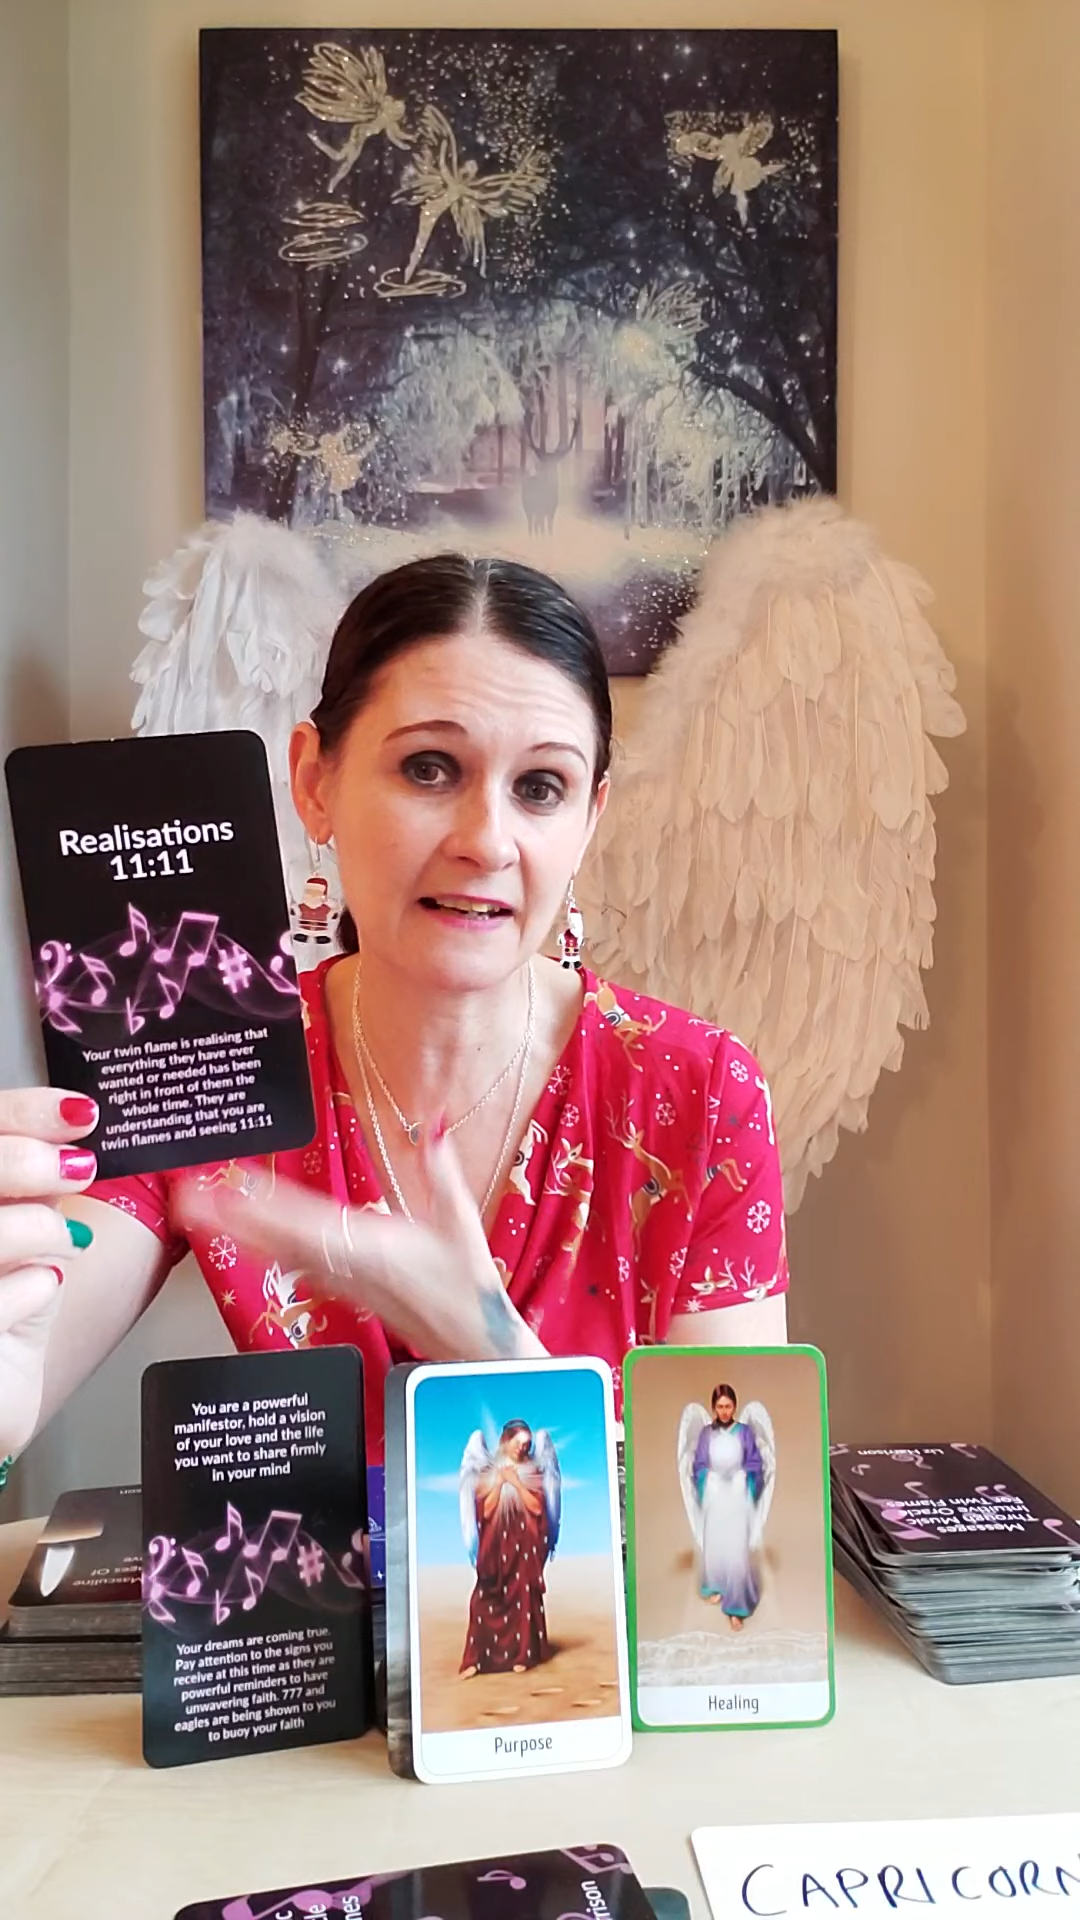 Realisations
11:11
Your twin flame is realising that
everything they have ever
wanted or needed has been
right in front of them the
whole time. They are
understanding that you are
twin flames and seeing 11:11
You are a powerful
manifestor, hold a vision
of your love and the life
you want to share firmly
in your mind
Your dreams are coming true.
Pay attention to the signs you
receive at this time as they are
powerful reminders to have
unwavering faith. 777 and
eagles are being shown to you
to buoy your faith
Purpose
Healing
Messages
Through Music
Intuitive Oracle
For Twin Flames
Liz Harrison
Masculine
CAPRICORN